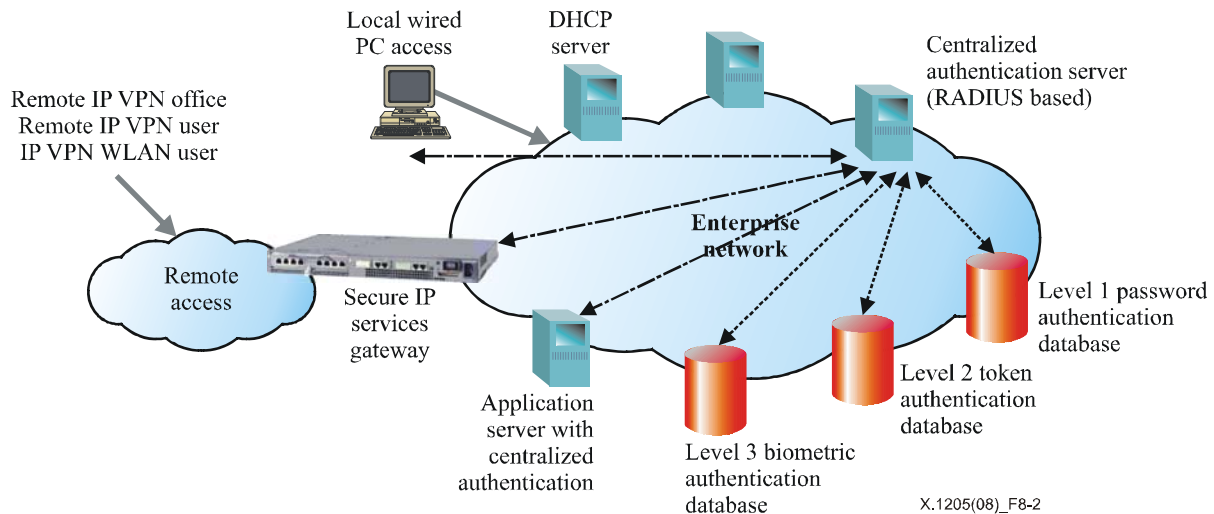 Local wired
PC access
DHCP
server
Centralized
authentication server
(RADIUS based)
Remote IP VPN office
Remote IP VPN user
IP VPN WLAN user
Enterprise
network
Remote
access
Secure IP
services
gateway
Level 1 password
authentication
database
Level 2 token
authentication
database
Application
server with
centralized
authentication
Level 3 biometric
authentication
database
X.1205(08)_F8-2